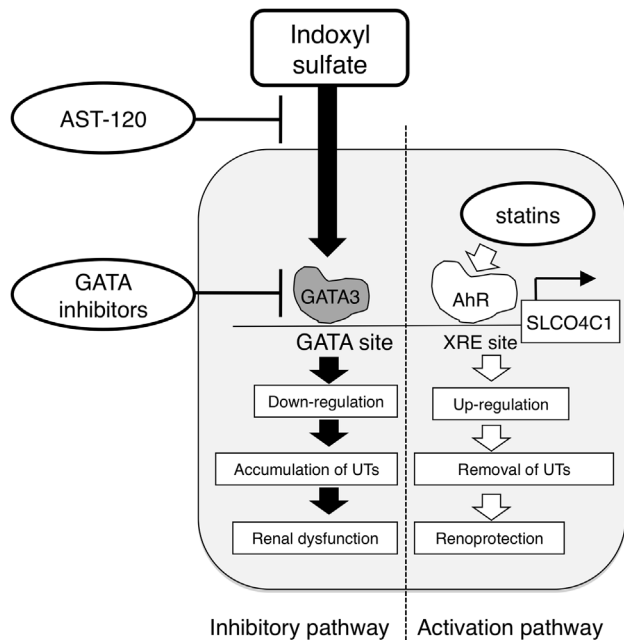 Indoxyl
sulfate
AST-120
statins
GATA
inhibitors
GATA3
AhR
SLCO4C1
GATA site
XRE site
Down-regulation
Up-regulation
Accumulation of UTs
Removal of UTs
Renal dysfunction
Renoprotection
Inhibitory pathway
Activation pathway